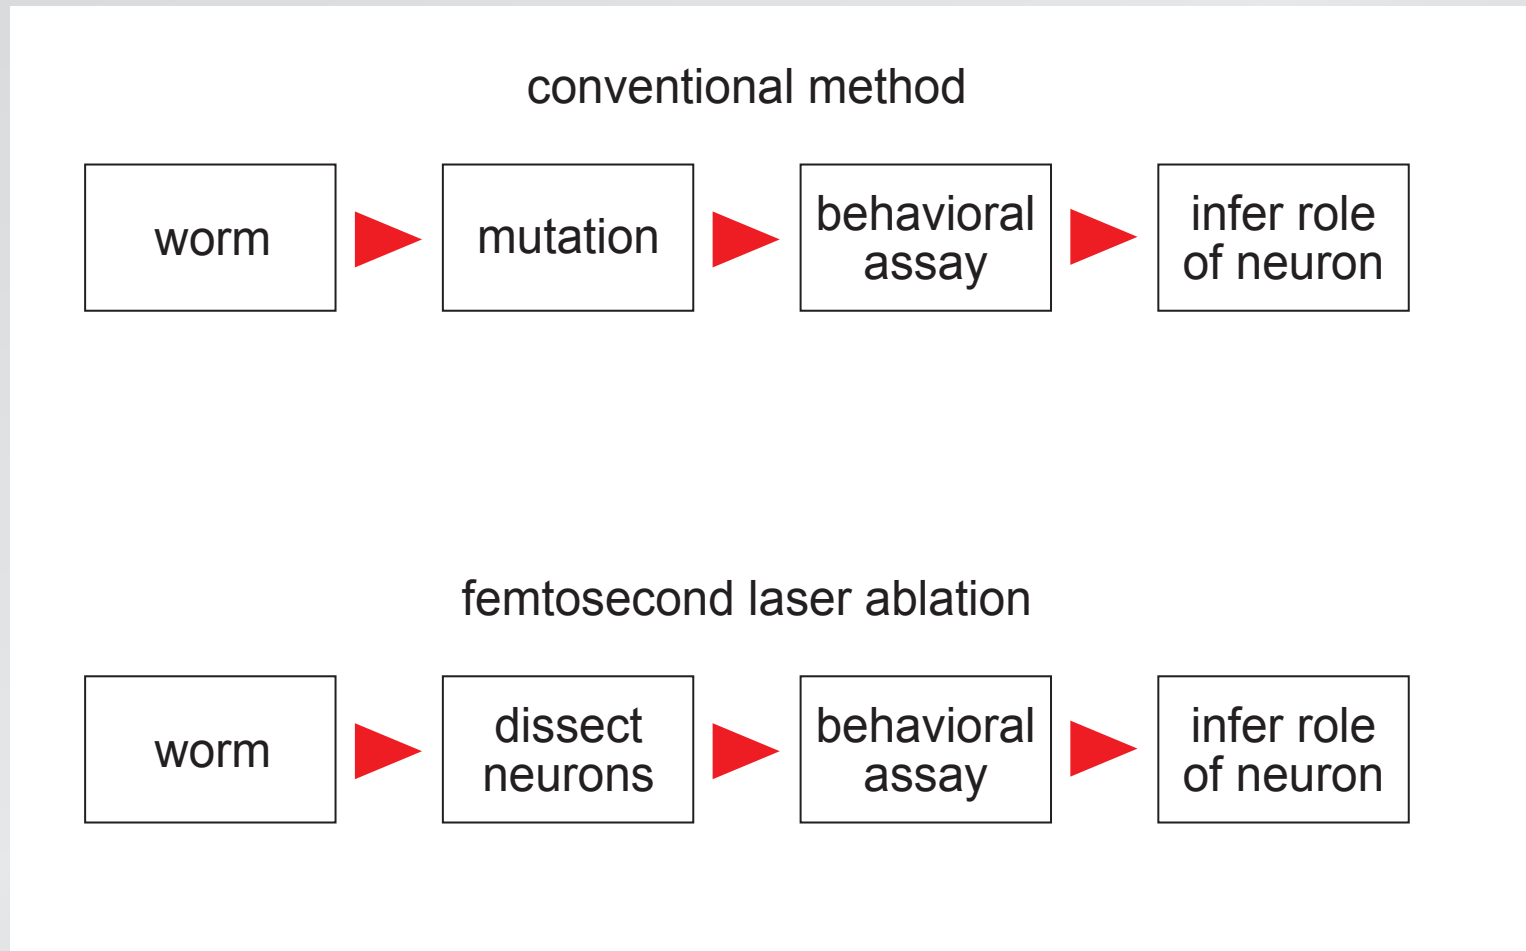 conventional method
worm
mutation
behavioral
assay
infer role
of neuron
femtosecond laser ablation
worm
dissect
neurons
behavioral
assay
infer role
of neuron